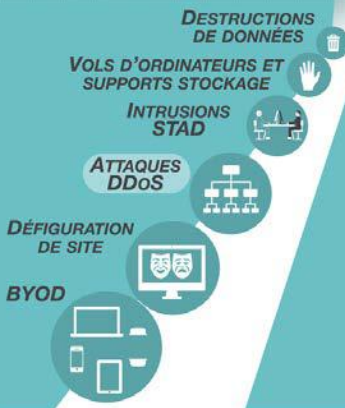 DESTRUCTIONS
DE DONNÉES
VOLS D'ORDINATEURS ET
SUPPORTS STOCKAGE
INTRUSIONS
STAD
ATTAQUES
DDOS
DÉFIGURATION
DE SITE
BYOD